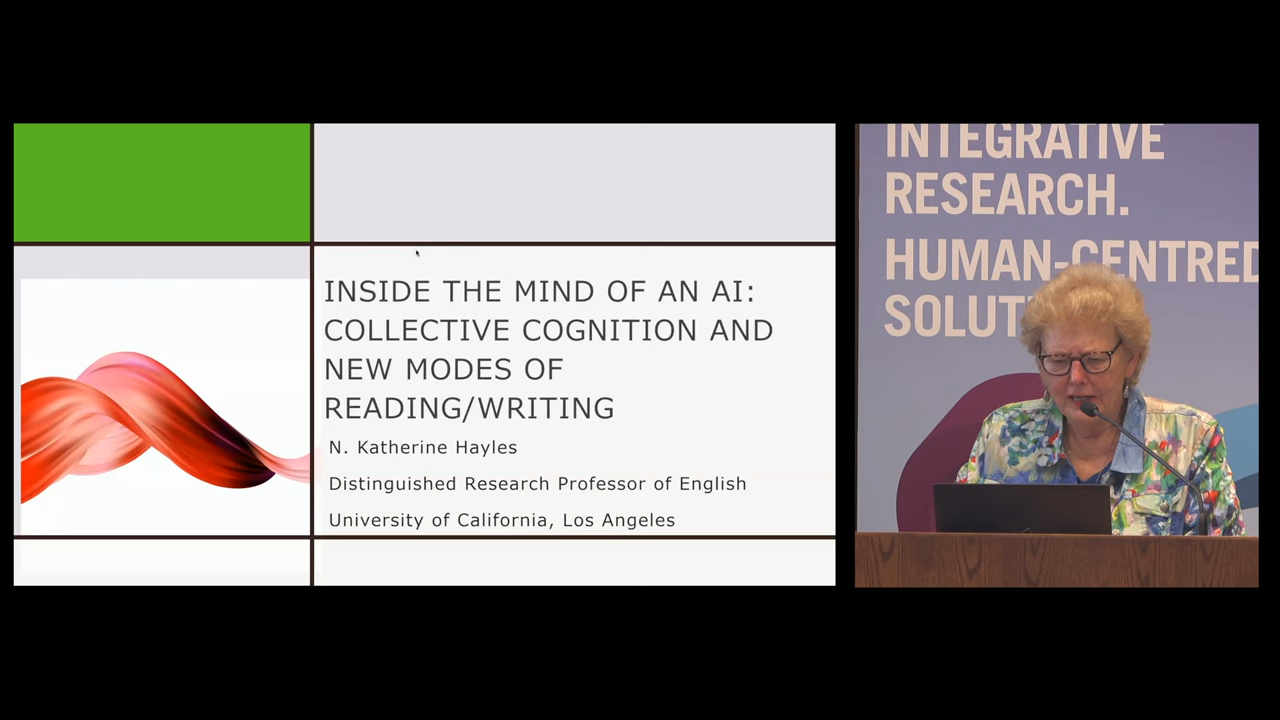 INSIDE THE MIND OF AN AI:
COLLECTIVE COGNITION AND
NEW MODES OF
READING/WRITING
N. Katherine Hayles
Distinguished Research Professor of English
University of California, Los Angeles
INTEGRATIVE
RESEARCH.
HUMAN-CENTRED
SOLUT